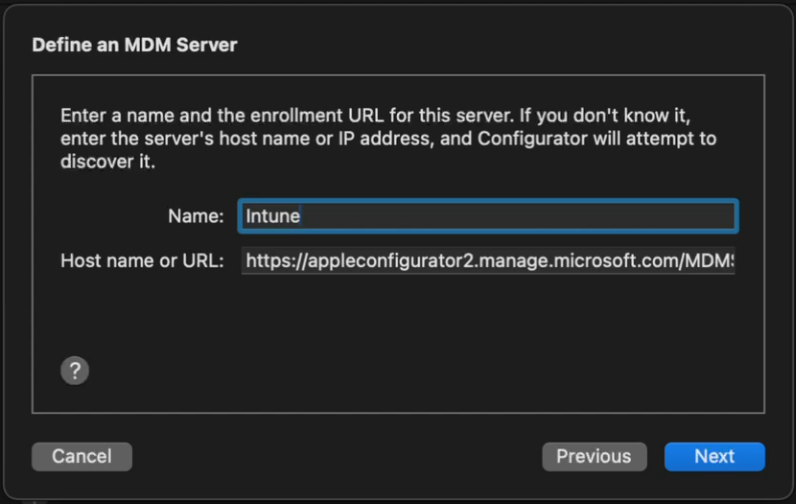 Define an MDM Server
Enter a name and the enrollment URL for this server. If you don't know it,
enter the server's host name or IP address, and Configurator will attempt to
discover it.
Name: Intune
Host name or URL: https://appleconfigurator2.manage.microsoft.com/MDMS
?
Cancel Previous Next